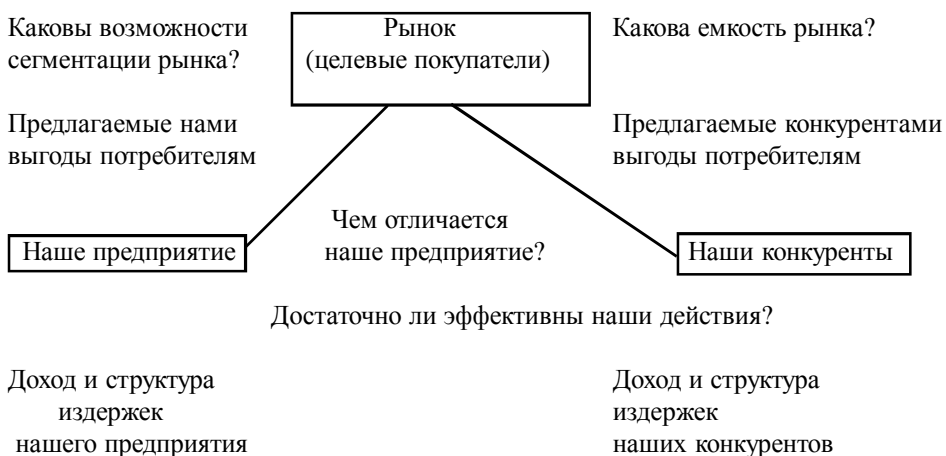 Каковы возможности
сегментации рынка?
Рынок
(целевые покупатели)
Какова емкость рынка?
Предлагаемые нами
выгоды потребителям
Предлагаемые конкурентами
выгоды потребителям
Чем отличается
наше предприятие?
Наше предприятие
Наши конкуренты
Достаточно ли эффективны наши действия?
Доход и структура
издержек
нашего предприятия
Доход и структура
издержек
наших конкурентов